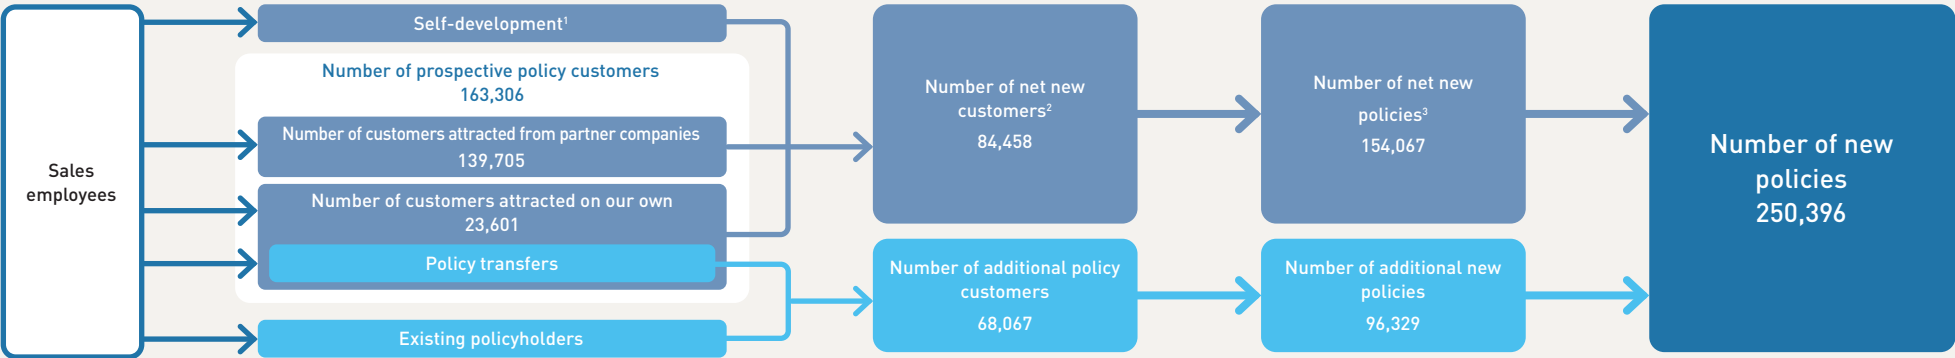 Sales
employees
Self-development¹
Number of prospective policy customers
163,306
Number of customers attracted from partner companies
139,705
Number of customers attracted on our own
23,601
Policy transfers
Existing policyholders
Number of net new
customers²
84,458
Number of additional policy
customers
68,067
Number of net new
policies³
154,067
Number of additional new
policies
96,329
Number of new
policies
250,396